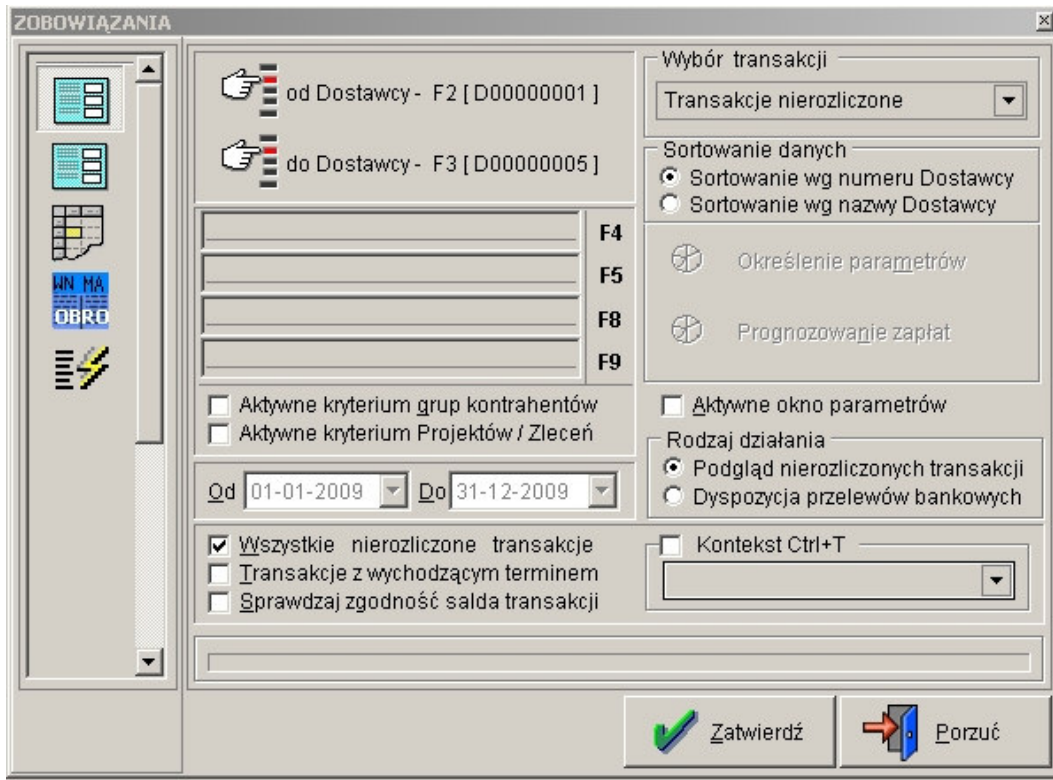 ZOBOWIĄZANIA
od Dostawcy - F2 [ D00000001 ]
do Dostawcy - F3 [ D00000005 ]
WN MA
OBRO
F4
F5
F8
F9
Aktywne kryterium grup kontrahentów
Aktywne kryterium Projektów / Zleceń
Od 01-01-2009 Do 31-12-2009
Wszystkie nierozliczone transakcje
Transakcje z wychodzącym terminem
Sprawdzaj zgodność salda transakcji
Wybór transakcji
Transakcje nierozliczone
Sortowanie danych
Sortowanie wg numeru Dostawcy
Sortowanie wg nazwy Dostawcy
Określenie parametrów
Prognozowanie zapłat
Aktywne okno parametrów
Rodzaj działania
Podgląd nierozliczonych transakcji
Dyspozycja przelewów bankowych
Kontekst Ctrl+T
Zatwierdź
Porzuć